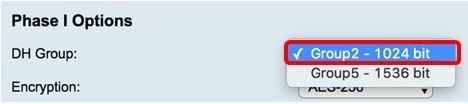 Phase I Options
DH Group:
✓ Group2 - 1024 bit
Group5 - 1536 bit
Encryption: